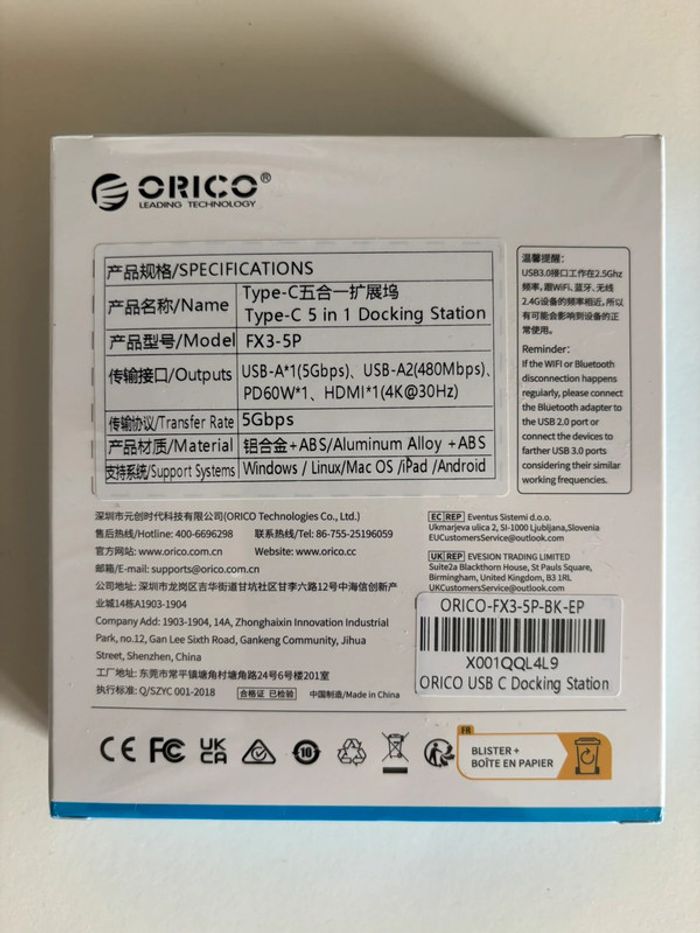 ORICO®
LEADING TECHNOLOGY
产品规格/SPECIFICATIONS
产品名称/Name
Type-C五合一扩展坞
Type-C 5 in 1 Docking Station
产品型号/Model
FX3-5P
传输接口/Outputs
USB-A*1(5Gbps)、USB-A2(480Mbps)、
PD60W*1、HDMI*1(4K@30Hz)
传输协议/Transfer Rate
5Gbps
产品材质/Material
铝合金+ABS/Aluminum Alloy +ABS
支持系统/Support Systems
Windows / Linux/Mac OS /iPad /Android
温馨提醒:
USB3.0接口工作在2.5Ghz
频率,跟WiFi、蓝牙、无线
2.4G设备的频率相近,所以
有可能会影响到设备的正
常使用。
Reminder:
If the WIFI or Bluetooth
disconnection happens
regularly, please connect
the Bluetooth adapter to
the USB 2.0 port or
connect the devices to
farther USB 3.0 ports
considering their similar
working frequencies.
深圳市元创时代科技有限公司(ORICO Technologies Co., Ltd.)
售后热线/Hotline: 400-6696298 联系热线/Tel: 86-755-25196059
官方网站: www.orico.com.cn Website: www.orico.cc
邮箱/E-mail: supports@orico.com.cn
公司地址: 深圳市龙岗区吉华街道甘坑社区甘李六路12号中海信创新产
业城14栋A1903-1904
Company Add: 1903-1904, 14A, Zhonghaixin Innovation Industrial
Park, no.12, Gan Lee Sixth Road, Gankeng Community, Jihua
Street, Shenzhen, China
工厂地址: 东莞市常平镇塘角村塘角路24号6号楼201室
执行标准: Q/SZYC 001-2018 合格证 已检验 中国制造/Made in China
EC REP Eventus Sistemi d.o.o.
Ukmarjeva ulica 2, SI-1000 Ljubljana,Slovenia
EUCustomersService@outlook.com
UK REP EVESION TRADING LIMITED
Suite2a Blackthorn House, St Pauls Square,
Birmingham, United Kingdom, B3 1RL
UKCustomersService@outlook.com
ORICO-FX3-5P-BK-EP
X001QQL4L9
ORICO USB C Docking Station
CE FC UK
CA
10
FR
BLISTER +
BOÎTE EN PAPIER